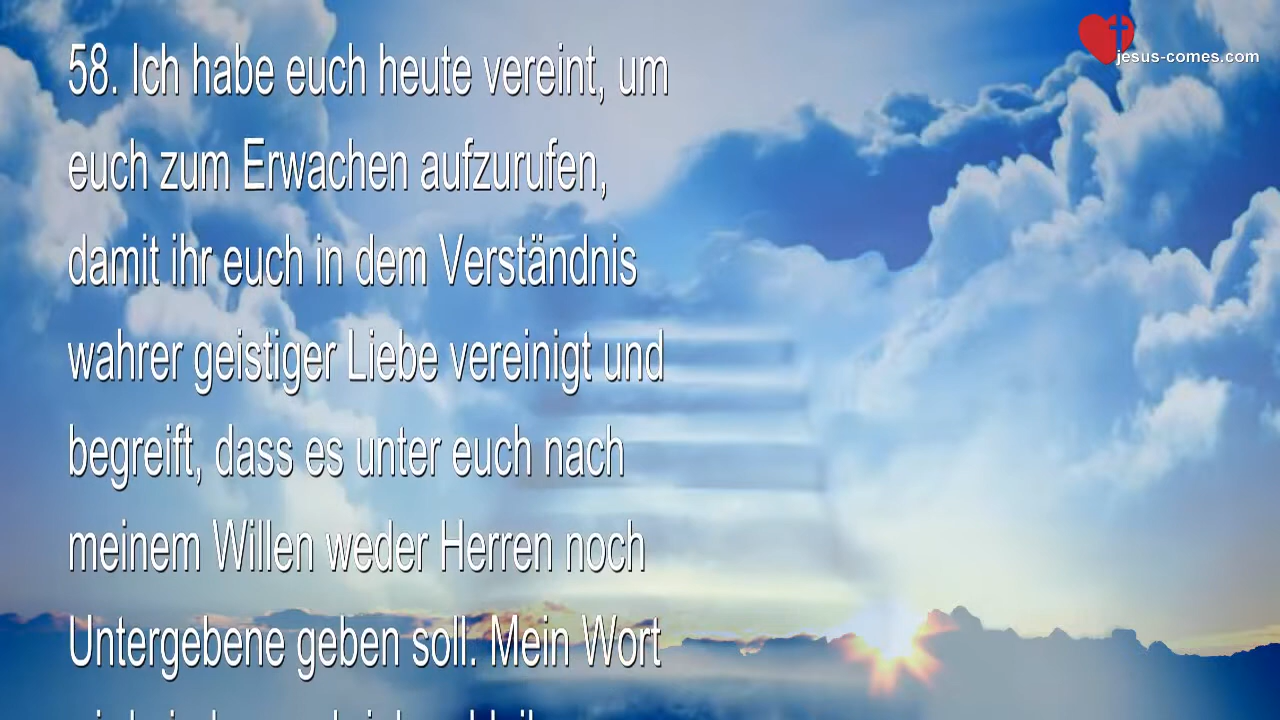 jesus-comes.com
58. Ich habe euch heute vereint, um
euch zum Erwachen aufzurufen,
damit ihr euch in dem Verständnis
wahrer geistiger Liebe vereinigt und
begreift, dass es unter euch nach
meinem Willen weder Herren noch
Untergebene geben soll. Mein Wort